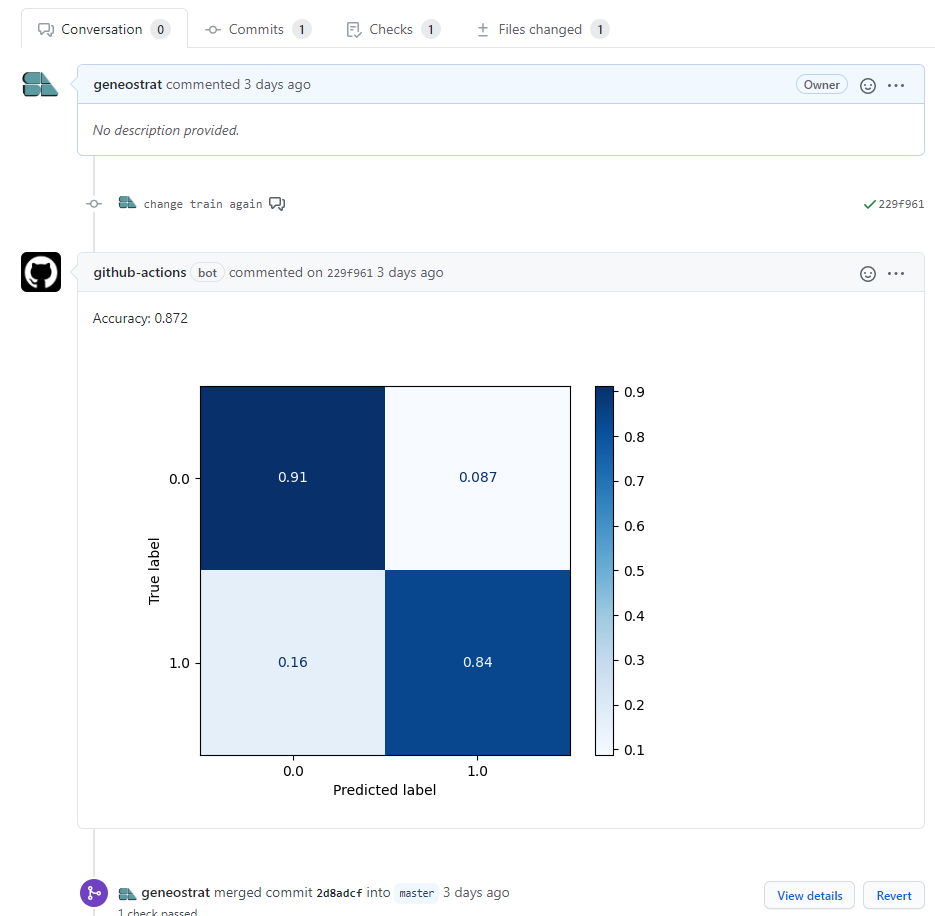 Conversation 0 Commits 1 Checks 1 Files changed 1
geneostrat commented 3 days ago Owner
No description provided.
change train again 229f961
github-actions bot commented on 229f961 3 days ago
Accuracy: 0.872
0.9
0.8
0.7
0.6
0.5
0.4
0.3
0.2
0.1
0.0 0.91 0.087
True label
1.0 0.16 0.84
0.0 1.0
Predicted label
geneostrat merged commit 2d8adcf into master 3 days ago View details Revert
1 check passed